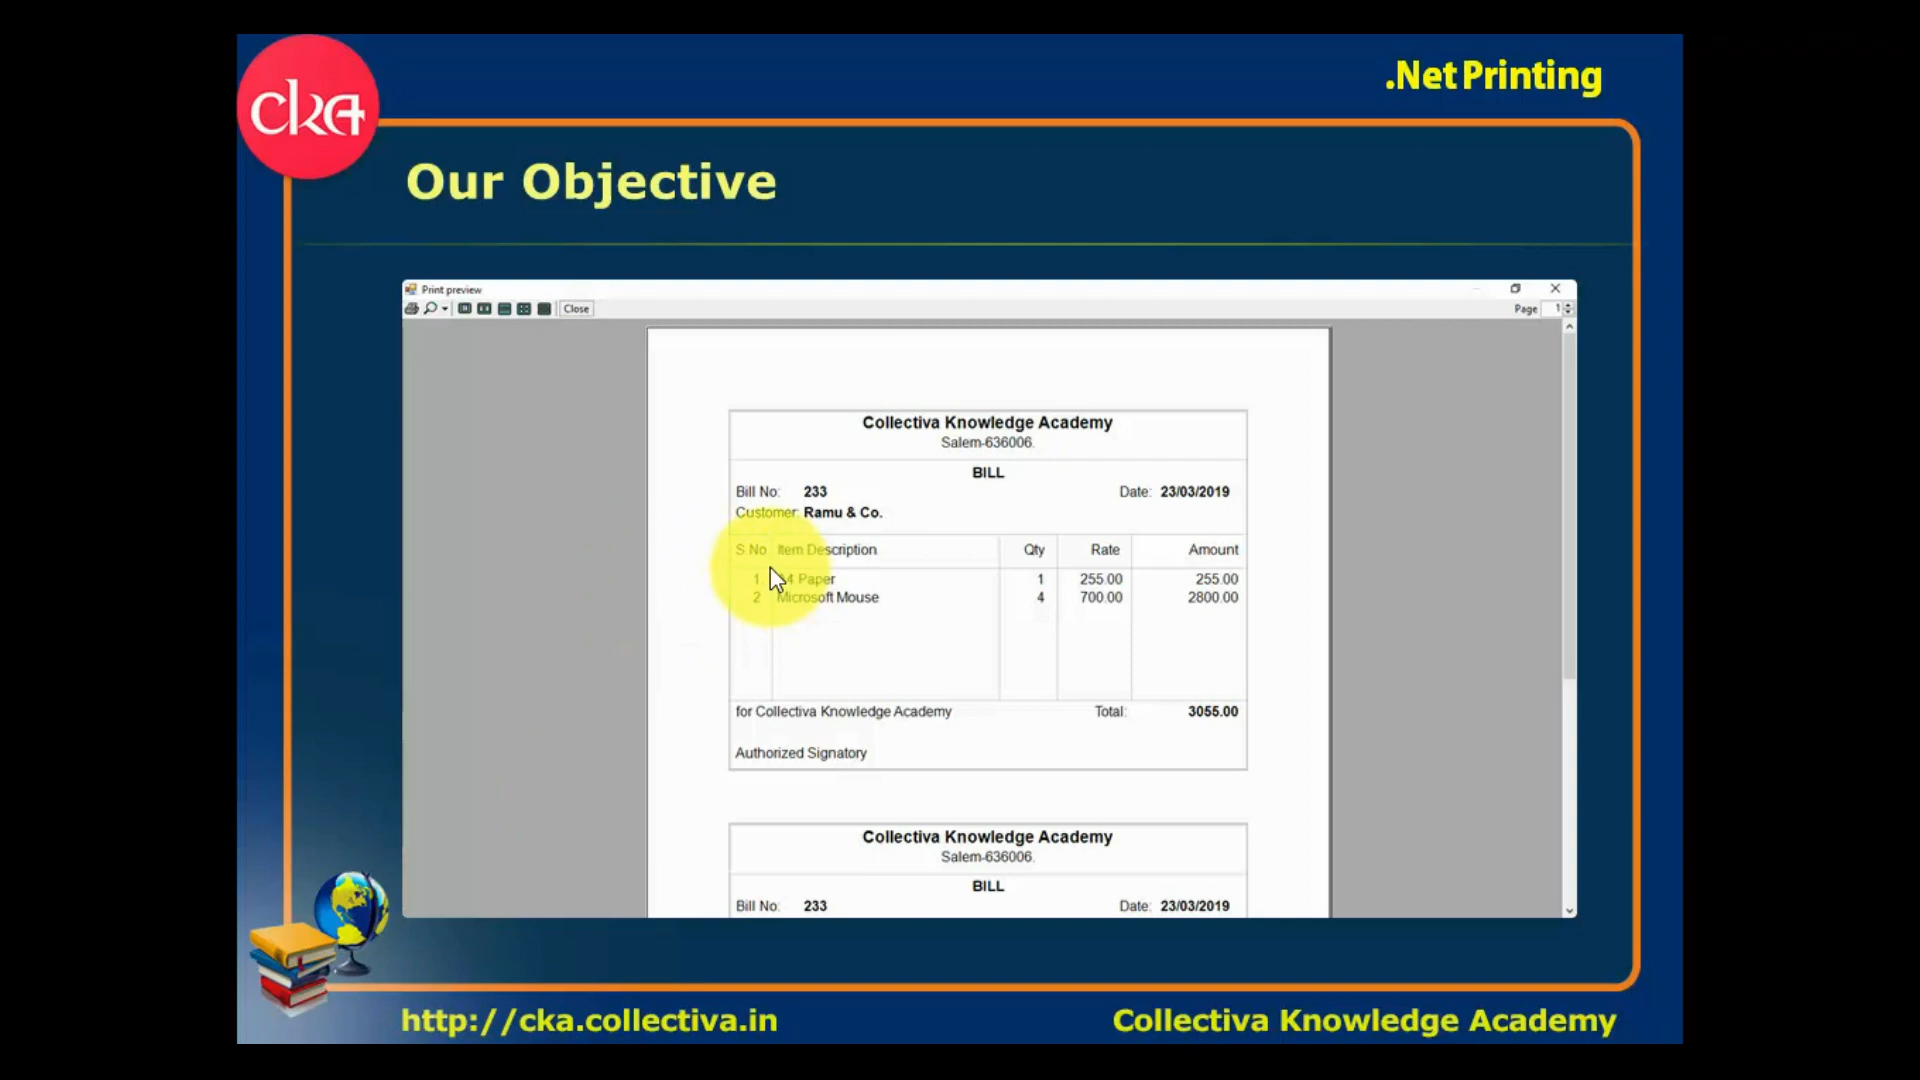 cka
.Net Printing
Our Objective
Print preview
Close
Page 1
Collectiva Knowledge Academy
Salem-636006.
BILL
Bill No: 233 Date: 23/03/2019
Customer: Ramu & Co.
S No Item Description Qty Rate Amount
1 A4 Paper 1 255.00 255.00
2 Microsoft Mouse 4 700.00 2800.00
for Collectiva Knowledge Academy Total: 3055.00
Authorized Signatory
Collectiva Knowledge Academy
Salem-636006.
BILL
Bill No: 233 Date: 23/03/2019
http://cka.collectiva.in Collectiva Knowledge Academy